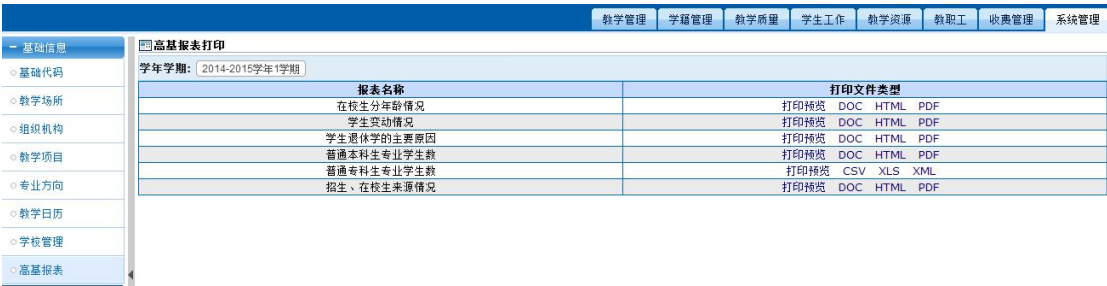 教学管理 学籍管理 教学质量 学生工作 教学资源 教职工 收费管理 系统管理
− 基础信息
基础代码
教学场所
组织机构
教学项目
专业方向
教学日历
学校管理
高基报表
高基报表打印
学年学期: 2014-2015学年1学期
报表名称 打印文件类型
在校生分年龄情况 打印预览 DOC HTML PDF
学生变动情况 打印预览 DOC HTML PDF
学生退休学的主要原因 打印预览 DOC HTML PDF
普通本科生专业学生数 打印预览 DOC HTML PDF
普通专科生专业学生数 打印预览 CSV XLS XML
招生、在校生来源情况 打印预览 DOC HTML PDF